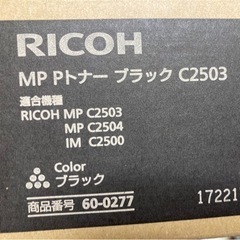 RICOH
MP Pトナー ブラック C2503
適合機種
RICOH MP C2503
MP C2504
IM C2500
Color
ブラック
商品番号 60-0277
17221